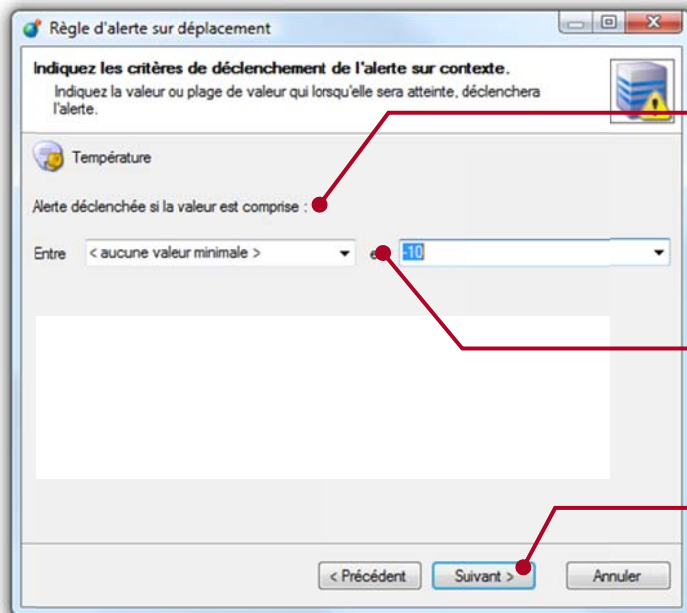 Règle d'alerte sur déplacement
Indiquez les critères de déclenchement de l'alerte sur contexte.
Indiquez la valeur ou plage de valeur qui lorsqu'elle sera atteinte, déclenchera
l'alerte.
Température
Alerte déclenchée si la valeur est comprise :
Entre < aucune valeur minimale > -10
< Précédent Suivant > Annuler